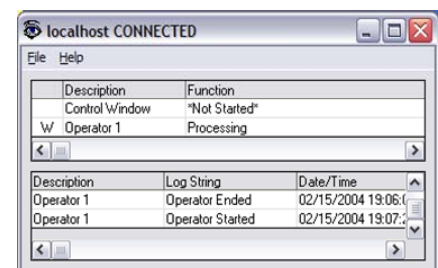 localhost CONNECTED
File Help
Description Function
Control Window *Not Started*
W Operator 1 Processing
Description Log String Date/Time
Operator 1 Operator Ended 02/15/2004 19:06:
Operator 1 Operator Started 02/15/2004 19:07: